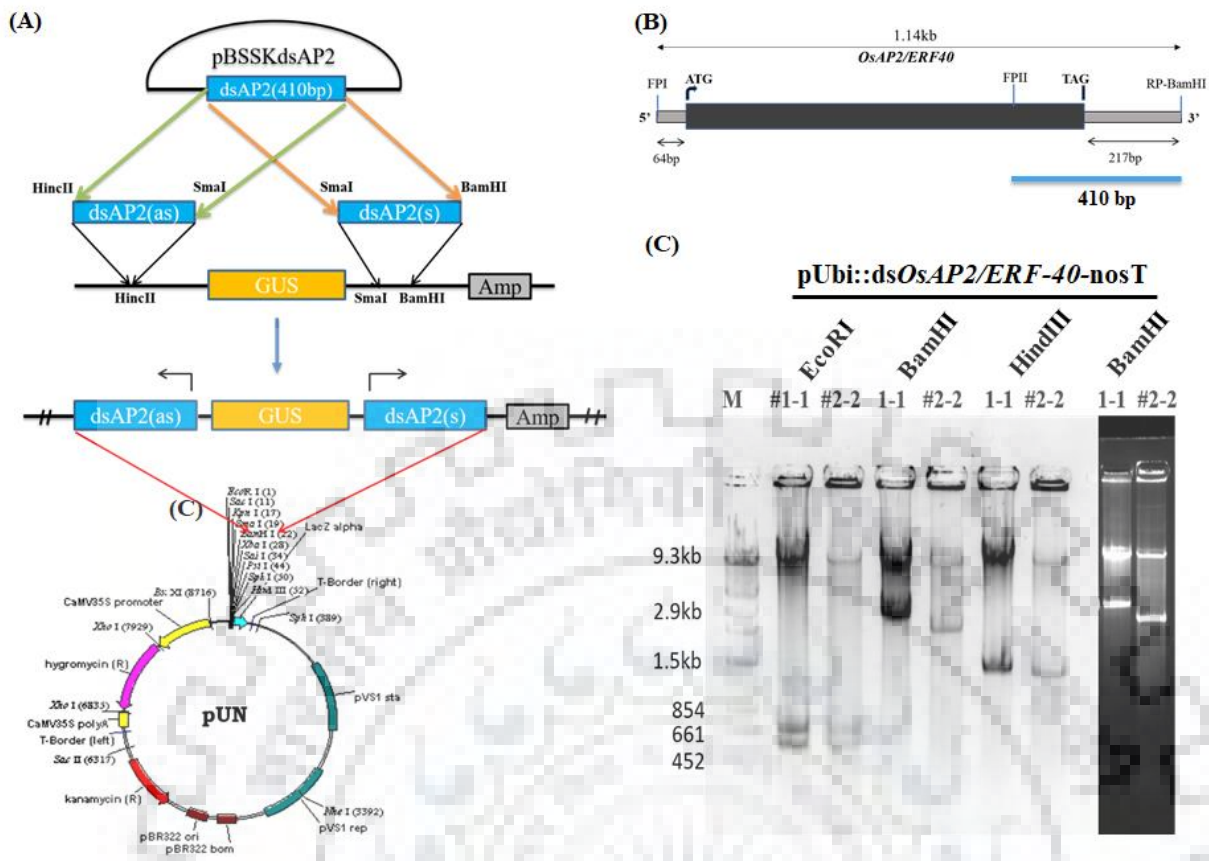 (A)
pBSSKdsAP2
dsAP2(410bp)
HincII
SmaI
SmaI
BamHI
dsAP2(as)
dsAP2(s)
GUS
Amp
HincII
SmaI
BamHI
dsAP2(as)
GUS
dsAP2(s)
Amp
(C)
EcoR I (1)
Sac I (11)
Kpn I (17)
Sma I (19)
BamH I (22)
Xba I (28)
Sal I (34)
Pst I (44)
Sph I (50)
Hind III (52)
LacZ alpha
T-Border (right)
Sph I (389)
Bs XI (8716)
CaMV35S promoter
Xho I (7929)
hygromycin (R)
Xho I (6835)
CaMV35S polyA
T-Border (left)
Sac II (6317)
kanamycin (R)
pBR322 ori
pBR322 bom
pVS1 rep
Nhe I (3392)
pVS1 sta
pUN
(B)
1.14kb
OsAP2/ERF40
FPI
ATG
FPII
TAG
RP-BamHI
5’
3’
64bp
217bp
410 bp
(C)
pUbi::dsOsAP2/ERF-40-nosT
EcoRI
BamHI
HindIII
BamHI
M #1-1 #2-2 1-1 #2-2 1-1 #2-2 1-1 #2-2
9.3kb
2.9kb
1.5kb
854
661
452